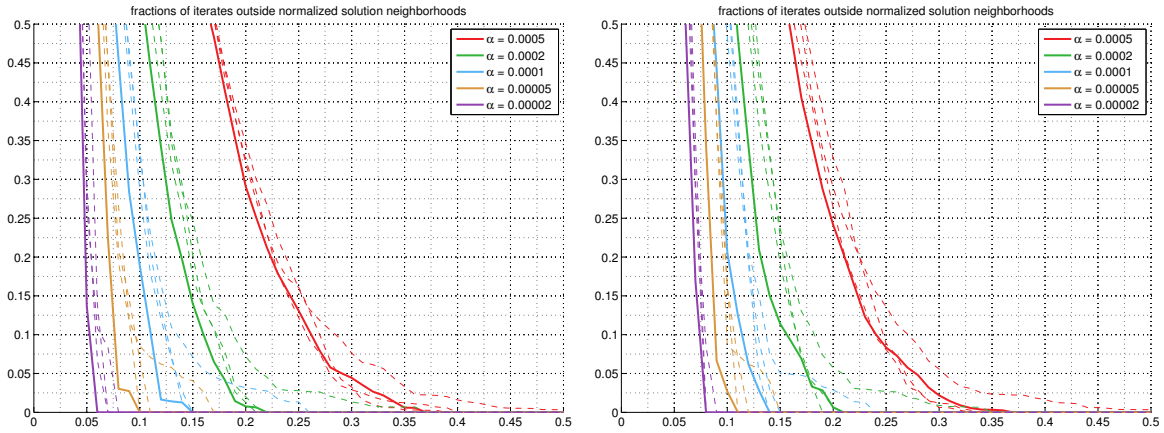 fractions of iterates outside normalized solution neighborhoods
0.5
0.45
0.4
0.35
0.3
0.25
0.2
0.15
0.1
0.05
0
α = 0.0005
α = 0.0002
α = 0.0001
α = 0.00005
α = 0.00002
0 0.05 0.1 0.15 0.2 0.25 0.3 0.35 0.4 0.45 0.5
fractions of iterates outside normalized solution neighborhoods
0.5
0.45
0.4
0.35
0.3
0.25
0.2
0.15
0.1
0.05
0
α = 0.0005
α = 0.0002
α = 0.0001
α = 0.00005
α = 0.00002
0 0.05 0.1 0.15 0.2 0.25 0.3 0.35 0.4 0.45 0.5